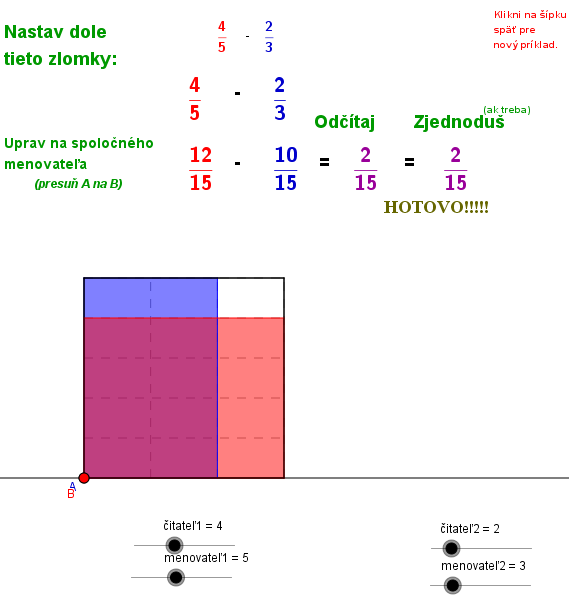 Nastav dole
tieto zlomky:
4/5 - 2/3
Klikni na šípku
späť pre
nový príklad.
4/5 - 2/3
(ak treba)
Odčítaj Zjednoduš
Uprav na spoločného
menovateľa
(presuň A na B)
12/15 - 10/15 = 2/15 = 2/15
HOTOVO!!!!!
A
B
čitateľ1 = 4
menovateľ1 = 5
čitateľ2 = 2
menovateľ2 = 3